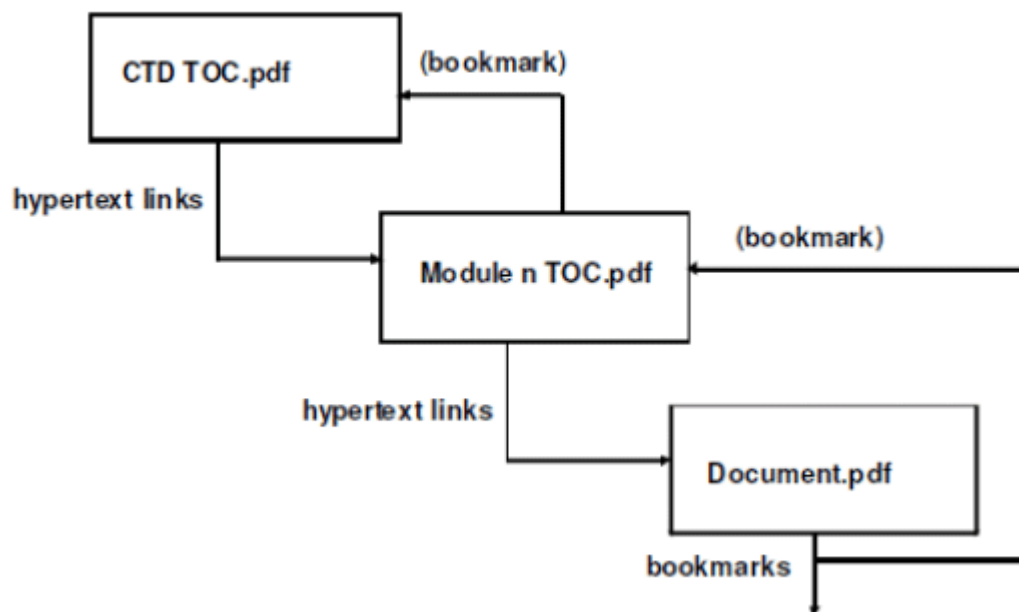 CTD TOC.pdf
(bookmark)
hypertext links
(bookmark)
Module n TOC.pdf
hypertext links
Document.pdf
bookmarks